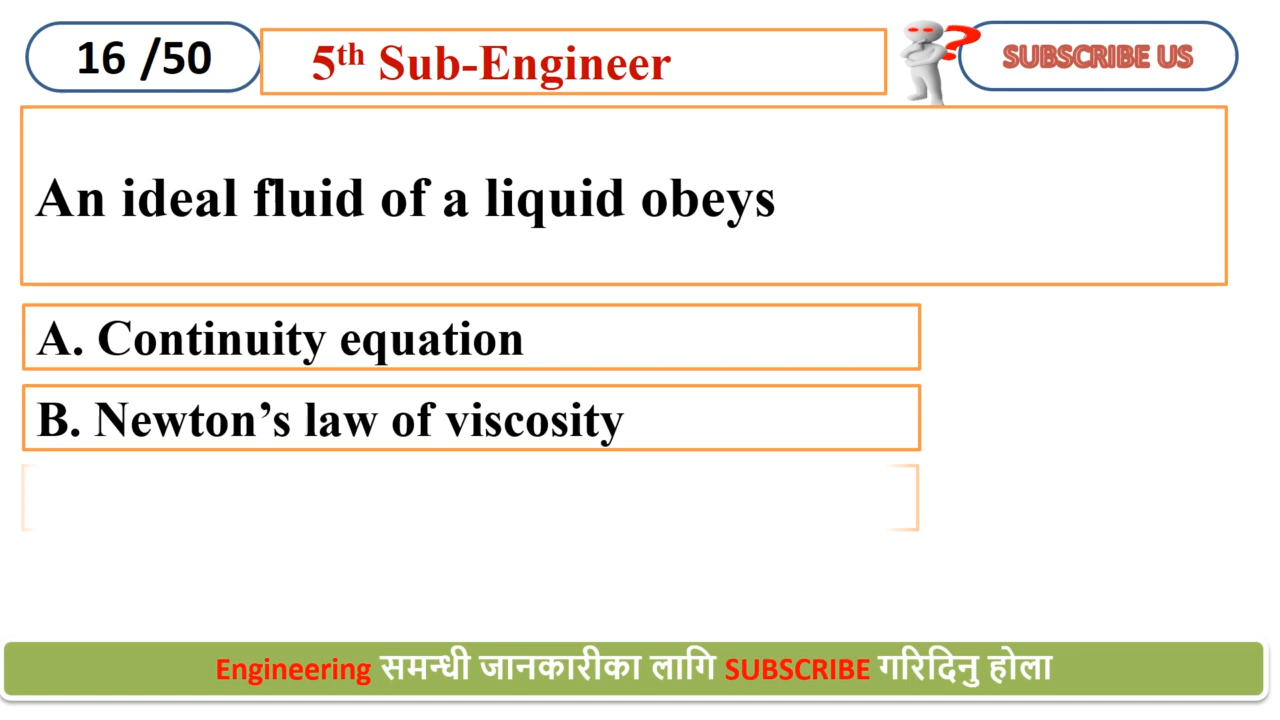 16 /50
5th Sub-Engineer
SUBSCRIBE US
An ideal fluid of a liquid obeys
A. Continuity equation
B. Newton’s law of viscosity
Engineering समन्धी जानकारीका लागि SUBSCRIBE गरिदिनु होला